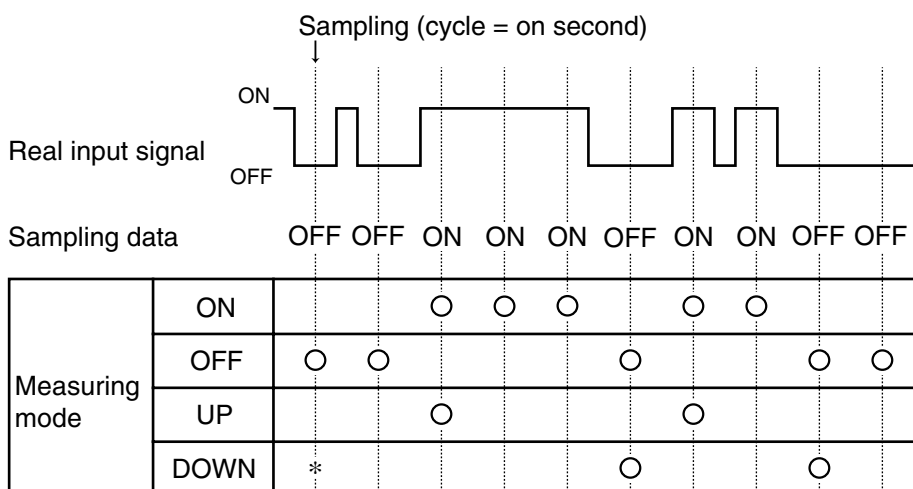 Sampling (cycle = on second)
↓
ON
Real input signal
OFF
Sampling data OFF OFF ON ON ON OFF ON ON OFF OFF
Measuring mode
ON ○ ○ ○ ○ ○
OFF ○ ○ ○ ○ ○
UP ○ ○
DOWN * ○ ○